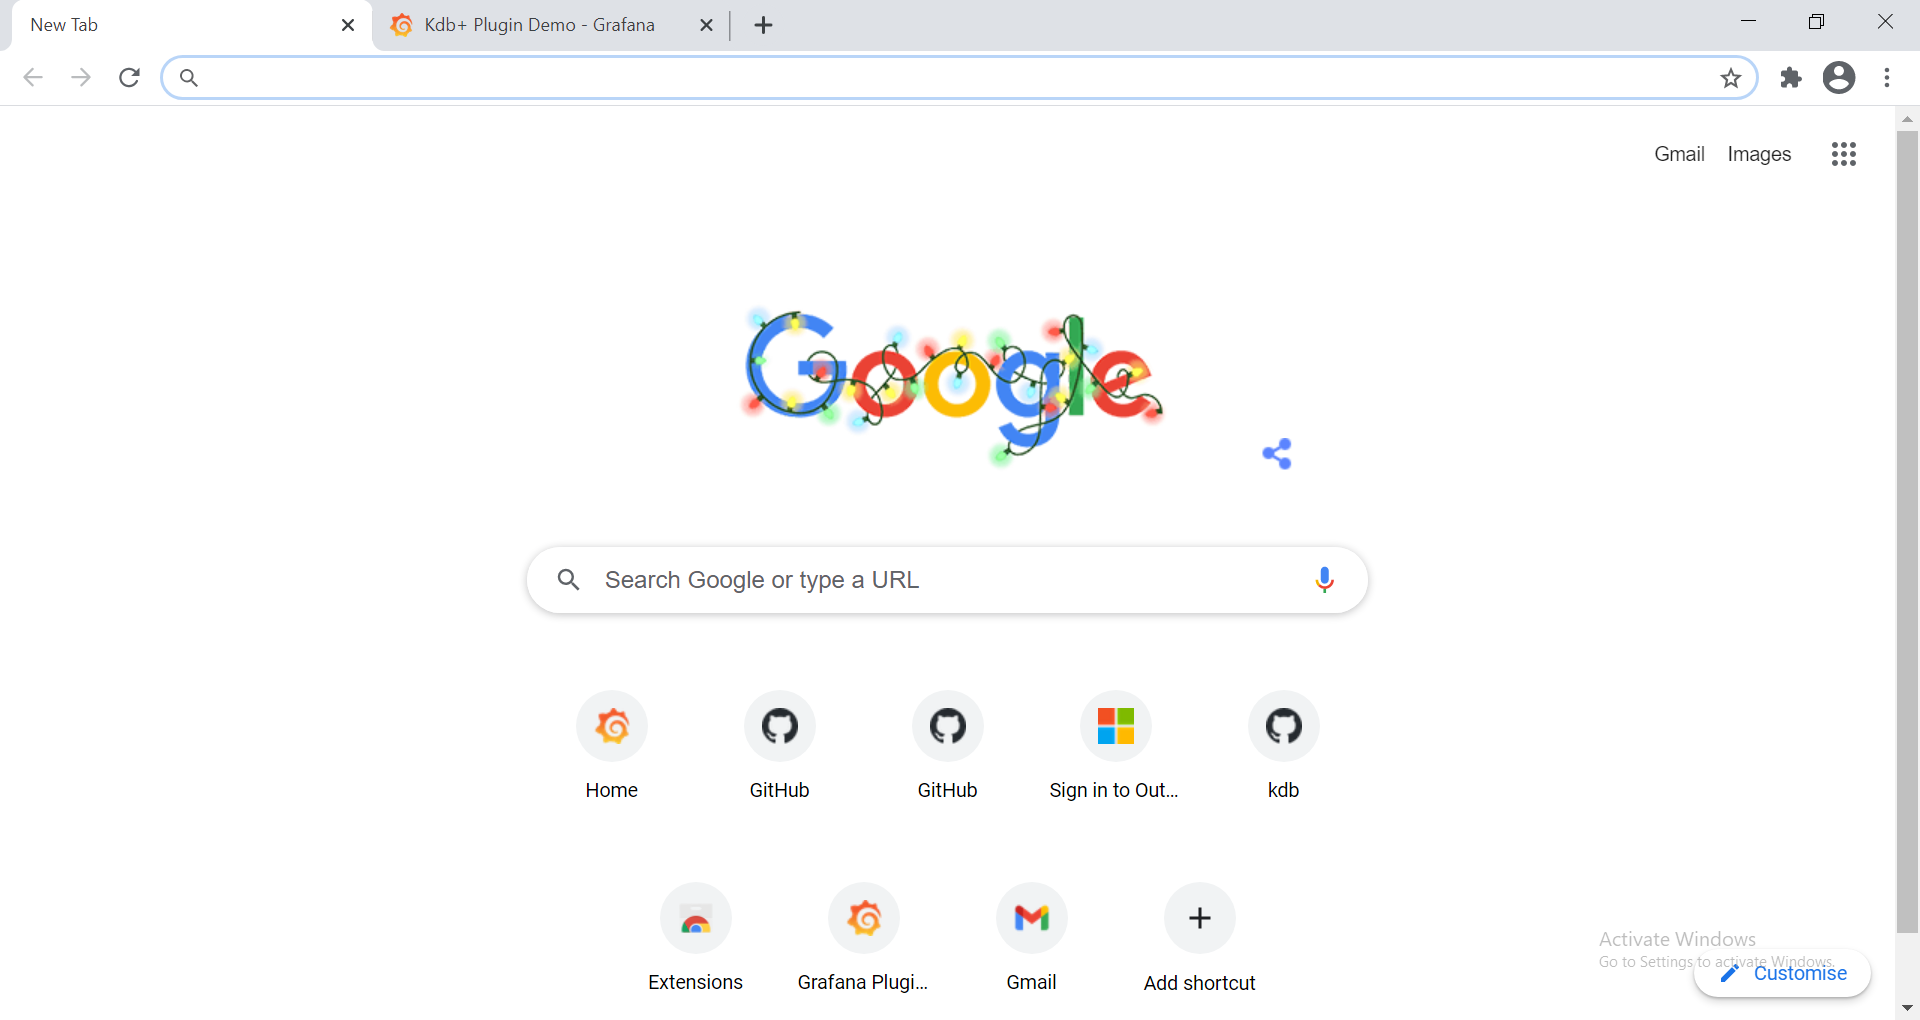 New Tab
Kdb+ Plugin Demo - Grafana
Gmail Images
Google
Search Google or type a URL
Home GitHub GitHub Sign in to Out... kdb
Extensions Grafana Plugi... Gmail Add shortcut
Activate Windows
Go to Settings to activate Windows.
Customise